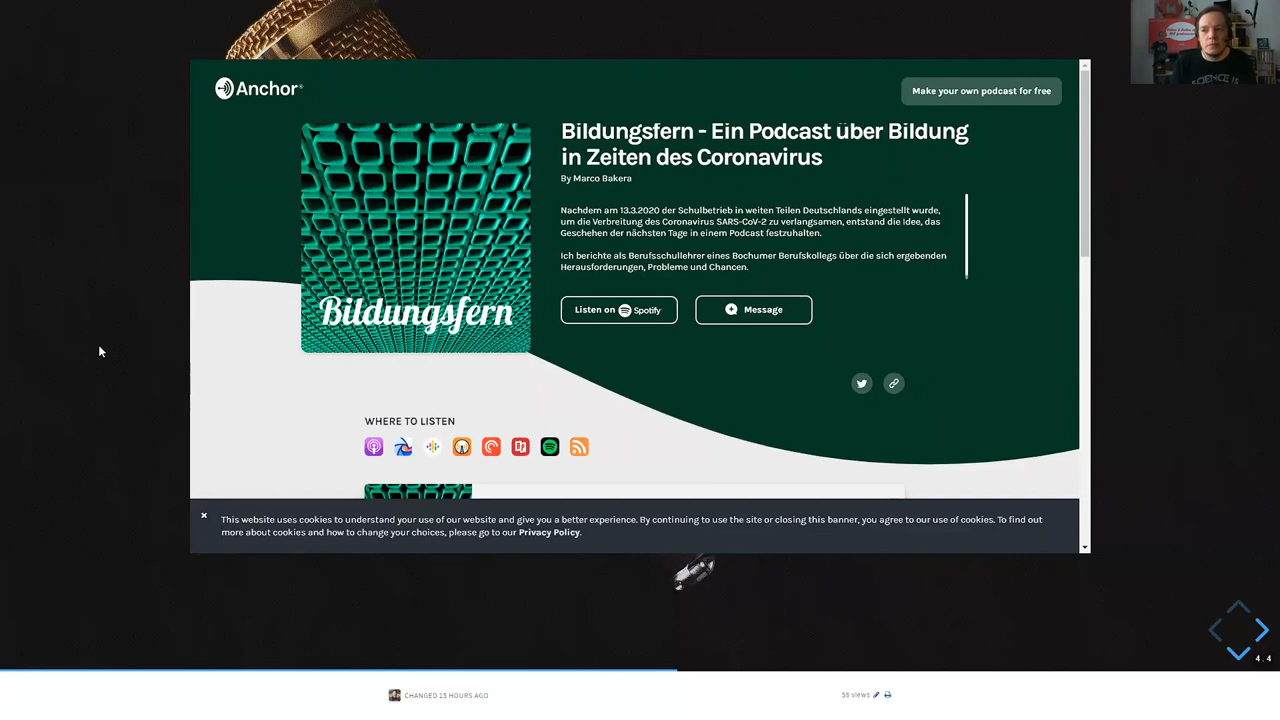 Anchor®
Make your own podcast for free
Bildungsfern
Bildungsfern - Ein Podcast über Bildung
in Zeiten des Coronavirus
By Marco Bakera
Nachdem am 13.3.2020 der Schulbetrieb in weiten Teilen Deutschlands eingestellt wurde,
um die Verbreitung des Coronavirus SARS-CoV-2 zu verlangsamen, entstand die Idee, das
Geschehen der nächsten Tage in einem Podcast festzuhalten.
Ich berichte als Berufsschullehrer eines Bochumer Berufskollegs über die sich ergebenden
Herausforderungen, Probleme und Chancen.
Listen on Spotify
Message
WHERE TO LISTEN
This website uses cookies to understand your use of our website and give you a better experience. By continuing to use the site or closing this banner, you agree to our use of cookies. To find out
more about cookies and how to change your choices, please go to our Privacy Policy.
4.4
CHANGED 15 HOURS AGO
58 views